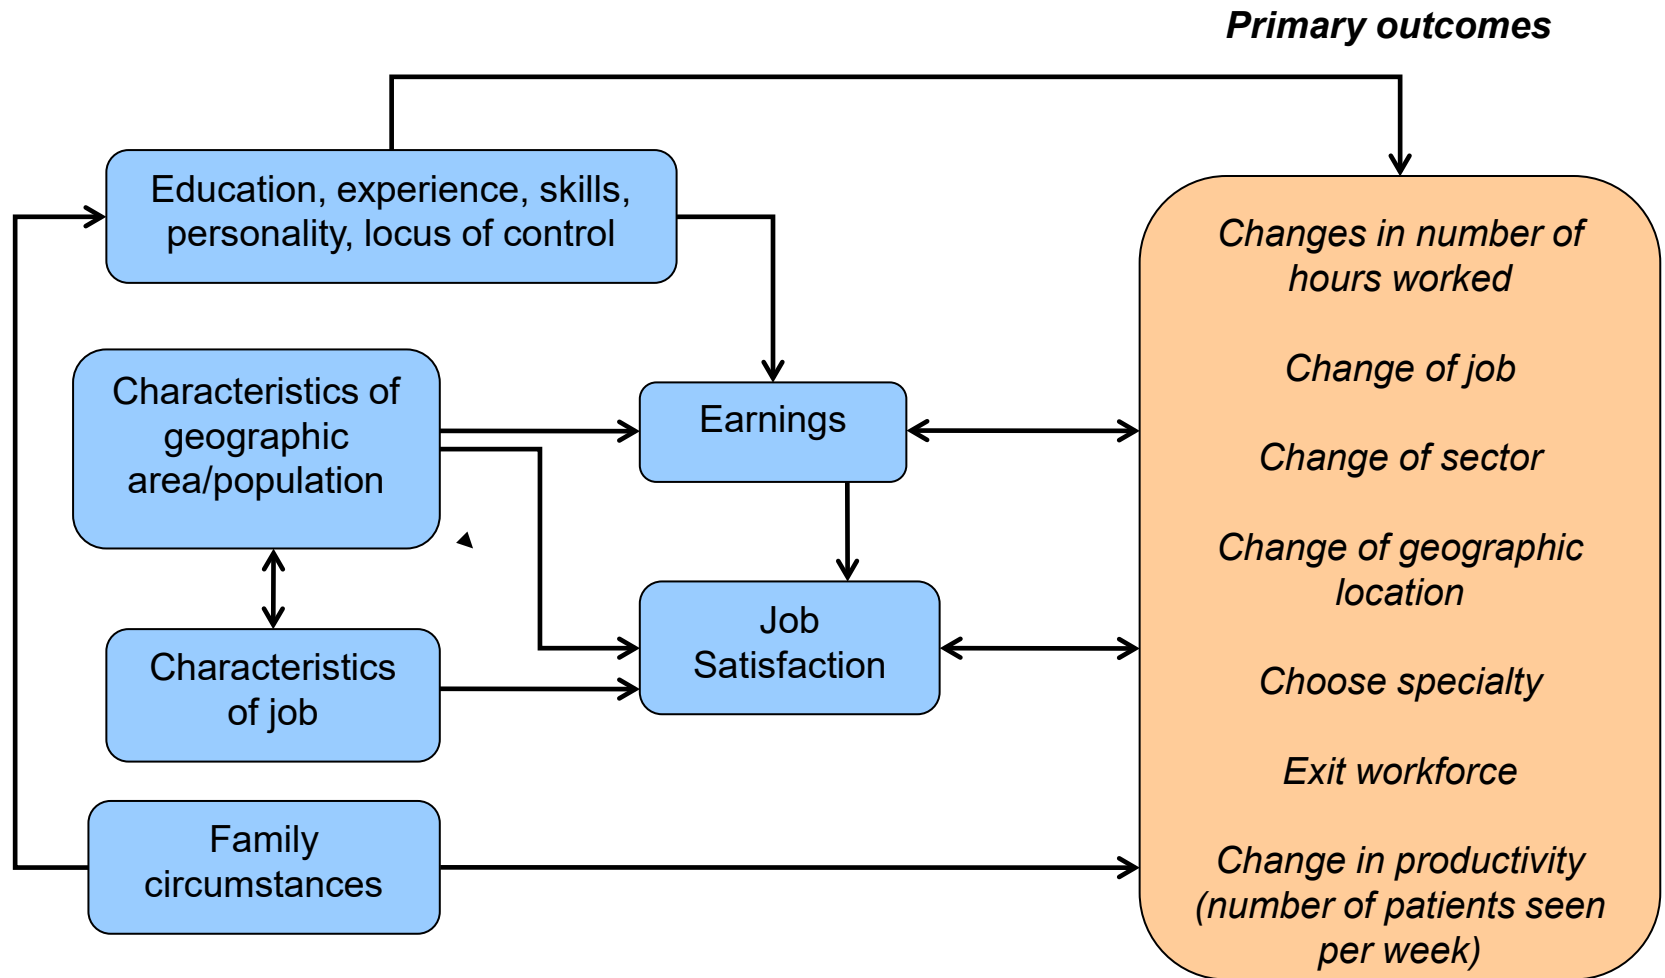 Primary outcomes
Education, experience, skills,
personality, locus of control
Characteristics of
geographic
area/population
Characteristics
of job
Family
circumstances
Earnings
Job
Satisfaction
Changes in number of
hours worked
Change of job
Change of sector
Change of geographic
location
Choose specialty
Exit workforce
Change in productivity
(number of patients seen
per week)